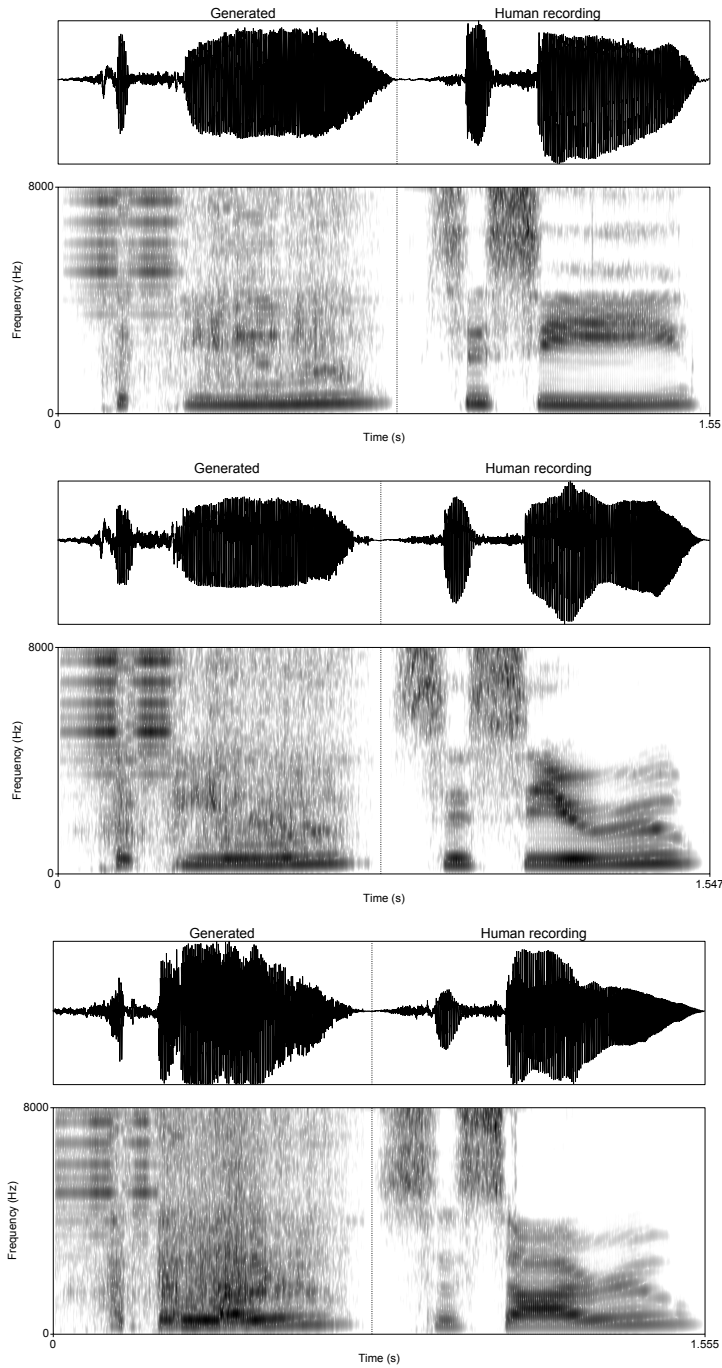 Generated Human recording
8000
Frequency (Hz)
0
0 1.55
Time (s)
Generated Human recording
8000
Frequency (Hz)
0
0 1.547
Time (s)
Generated Human recording
8000
Frequency (Hz)
0
0 1.555
Time (s)